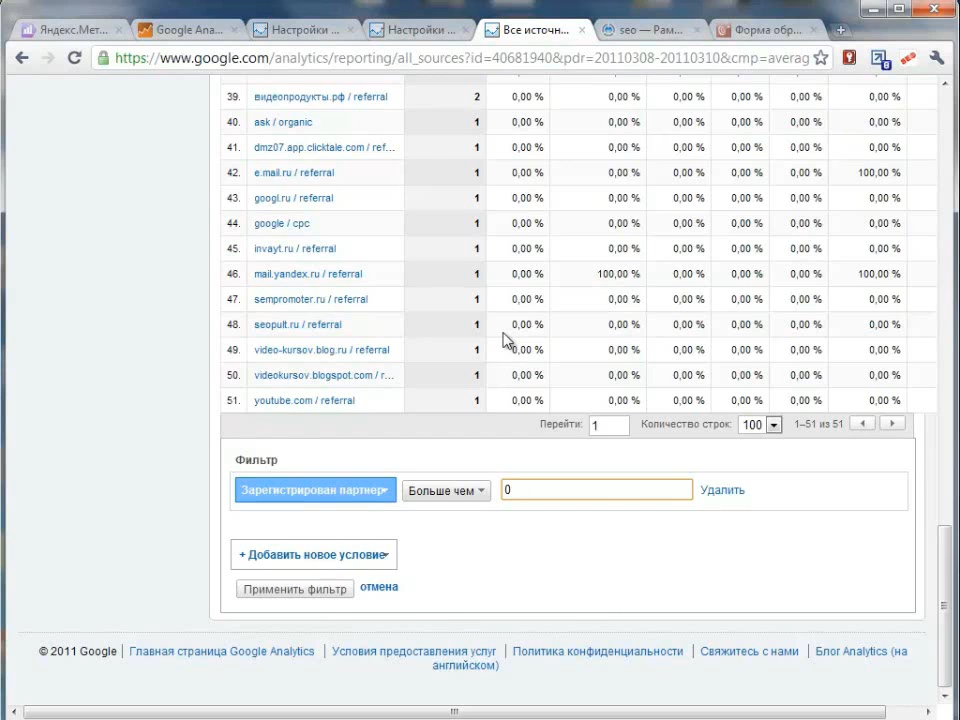 Яндекс.Мет...
Google Ana...
Настройки ...
Настройки ...
Все источн...
seo — Рам...
Форма обр...
https://www.google.com/analytics/reporting/all_sources?id=40681940&pdr=20110308-20110310&cmp=averag
39. видеопродукты.рф / referral 2 0,00 % 0,00 % 0,00 % 0,00 % 0,00 % 0,00 %
40. ask / organic 1 0,00 % 0,00 % 0,00 % 0,00 % 0,00 % 0,00 %
41. dmz07.app.clicktale.com / ref... 1 0,00 % 0,00 % 0,00 % 0,00 % 0,00 % 0,00 %
42. e.mail.ru / referral 1 0,00 % 0,00 % 0,00 % 0,00 % 0,00 % 100,00 %
43. googl.ru / referral 1 0,00 % 0,00 % 0,00 % 0,00 % 0,00 % 0,00 %
44. google / cpc 1 0,00 % 0,00 % 0,00 % 0,00 % 0,00 % 0,00 %
45. invayt.ru / referral 1 0,00 % 0,00 % 0,00 % 0,00 % 0,00 % 0,00 %
46. mail.yandex.ru / referral 1 0,00 % 100,00 % 0,00 % 0,00 % 0,00 % 100,00 %
47. sempromoter.ru / referral 1 0,00 % 0,00 % 0,00 % 0,00 % 0,00 % 0,00 %
48. seopult.ru / referral 1 0,00 % 0,00 % 0,00 % 0,00 % 0,00 % 0,00 %
49. video-kursov.blog.ru / referral 1 0,00 % 0,00 % 0,00 % 0,00 % 0,00 % 0,00 %
50. videokursov.blogspot.com / r... 1 0,00 % 0,00 % 0,00 % 0,00 % 0,00 % 0,00 %
51. youtube.com / referral 1 0,00 % 0,00 % 0,00 % 0,00 % 0,00 % 0,00 %
Перейти: 1 Количество строк: 100 1–51 из 51
Фильтр
Зарегистрирован партнер Больше чем 0 Удалить
+ Добавить новое условие
Применить фильтр отмена
© 2011 Google | Главная страница Google Analytics | Условия предоставления услуг | Политика конфиденциальности | Свяжитесь с нами | Блог Analytics (на
английском)